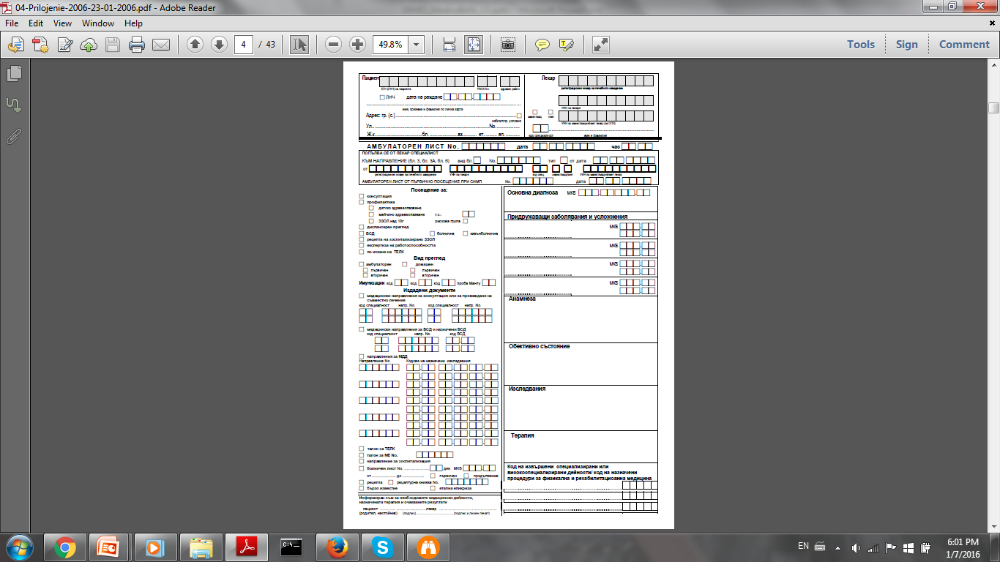 04-Prilojenie-2006-23-01-2006.pdf - Adobe Reader
File Edit View Window Help
4 / 43 49.8% Tools Sign Comment
Пациент Лекар
ЕГН (ЛНЧ) на пациента РЗОК No. здравен район регистрационен номер на лечебното заведение
ЛНЧ дата на раждане
УИН на лекаря
име, презиме и фамилия по лична карта
Адрес: гр. (с.) заместващ нает
неблагопр. условия УИН на заместващия/нает лекар (за ОПЛ)
Ул. No.
Ж.к. бл. вх. ет. ап. код специалност име и фамилия
АМБУЛАТОРЕН ЛИСТ No. дата час
ПОПЪЛВА СЕ ОТ ЛЕКАР СПЕЦИАЛИСТ
КЪМ НАПРАВЛЕНИЕ (бл. 3, бл. 3А, бл. 6) вид бл. No. тип от дата
от
регистрационен номер на лечебното заведение УИН на лекаря код спец. заместващ/нает УИН на заместващия/нает лекар
АМБУЛАТОРЕН ЛИСТ ОТ ПЪРВИЧНО ПОСЕЩЕНИЕ ПРИ СИМП No. дата
Посещение за:
консултация
профилактика
детско здравеопазване
майчино здравеопазване г.с.:
ЗЗОЛ над 18г рискова група
диспансерен преглед
ВСД болнична извънболнична
рецепта на хоспитализирано ЗЗОЛ
експертиза на работоспособността
по искане на ТЕЛК
Вид преглед
амбулаторен домашен
първичен първичен
вторичен вторичен
Имунизации код код код проба Манту
Издадени документи
медицински направления за консултация или за провеждане на
съвместно лечение
код специалност напр. No. код специалност напр. No.
медицински направления за ВСД и назначени ВСД
код специалност напр. No. код ВСД
направления за МДД
Направление No. Кодове на назначени изследвания
талон за ТЕЛК
талон за МЕ No.
направление за хоспитализация
болничен лист No. дни МКБ
от до първичен продължение
рецепта рецептурна книжка No.
бързо известие етапна епикриза
Информиран съм за необходимите медицински дейности,
назначената терапия и очакваните резултати
пациент лекар
(родител, настойник) (подпис) (подпис и личен печат)
Основна диагноза МКБ
Придружаващи заболявания и усложнения
МКБ
МКБ
МКБ
МКБ
Анамнеза
Обективно състояние
Изследвания
Терапия
Код на извършени специализирани или
високоспециализирани дейности/ код на назначени
процедури за физикална и рехабилитациоанна медицина
EN 6:01 PM
1/7/2016